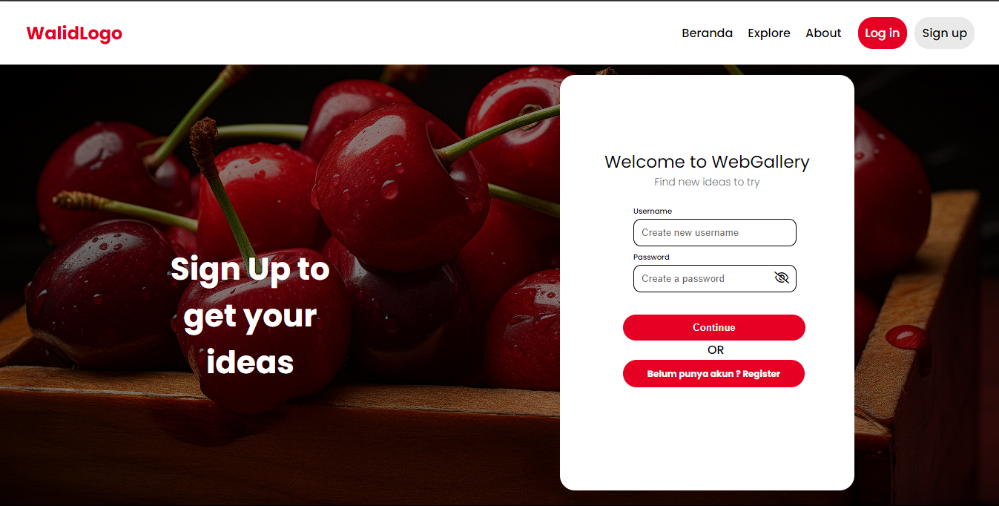 WalidLogo
Beranda Explore About Log in Sign up
Sign Up to
get your
ideas
Welcome to WebGallery
Find new ideas to try
Username
Create new username
Password
Create a password
Continue
OR
Belum punya akun ? Register